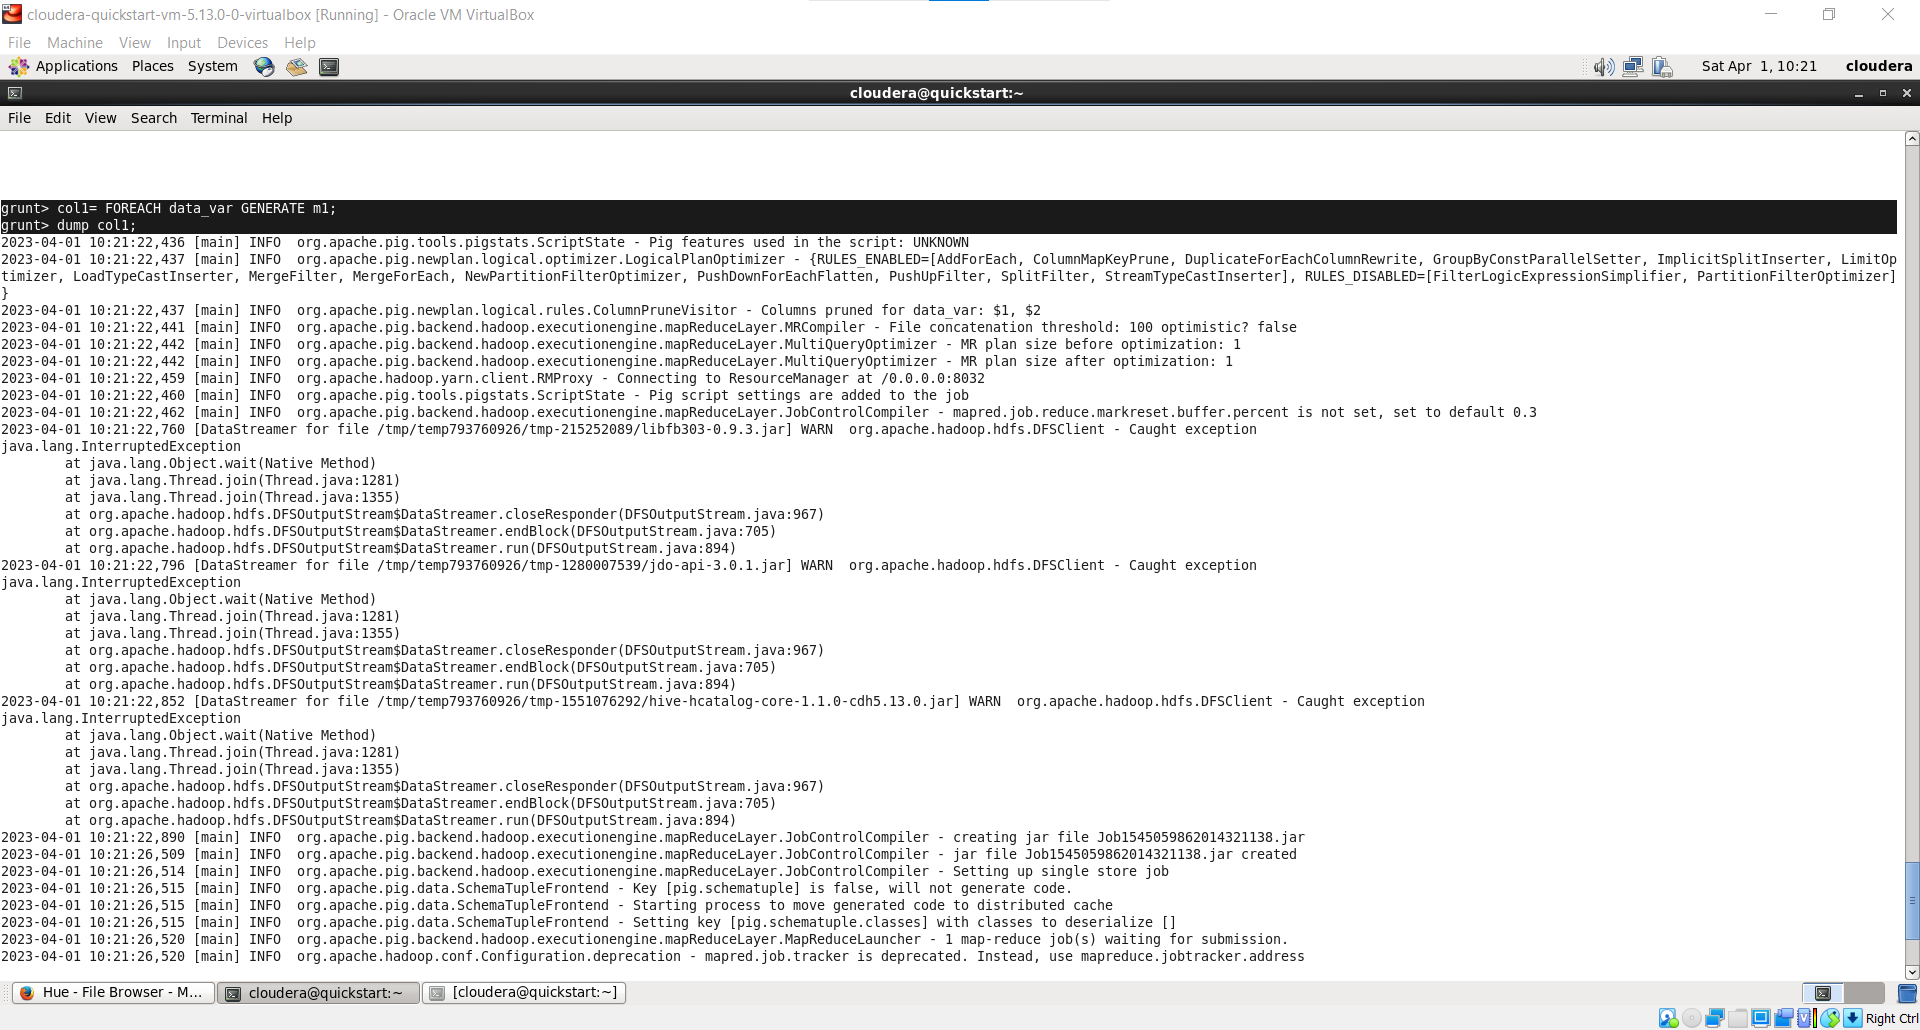 cloudera-quickstart-vm-5.13.0-0-virtualbox [Running] - Oracle VM VirtualBox
File Machine View Input Devices Help
Applications Places System Sat Apr 1, 10:21 cloudera
cloudera@quickstart:~
File Edit View Search Terminal Help
grunt> col1= FOREACH data_var GENERATE m1;
grunt> dump col1;
2023-04-01 10:21:22,436 [main] INFO  org.apache.pig.tools.pigstats.ScriptState - Pig features used in the script: UNKNOWN
2023-04-01 10:21:22,437 [main] INFO  org.apache.pig.newplan.logical.optimizer.LogicalPlanOptimizer - {RULES_ENABLED=[AddForEach, ColumnMapKeyPrune, DuplicateForEachColumnRewrite, GroupByConstParallelSetter, ImplicitSplitInserter, LimitOp
timizer, LoadTypeCastInserter, MergeFilter, MergeForEach, NewPartitionFilterOptimizer, PushDownForEachFlatten, PushUpFilter, SplitFilter, StreamTypeCastInserter], RULES_DISABLED=[FilterLogicExpressionSimplifier, PartitionFilterOptimizer]
}
2023-04-01 10:21:22,437 [main] INFO  org.apache.pig.newplan.logical.rules.ColumnPruneVisitor - Columns pruned for data_var: $1, $2
2023-04-01 10:21:22,441 [main] INFO  org.apache.pig.backend.hadoop.executionengine.mapReduceLayer.MRCompiler - File concatenation threshold: 100 optimistic? false
2023-04-01 10:21:22,442 [main] INFO  org.apache.pig.backend.hadoop.executionengine.mapReduceLayer.MultiQueryOptimizer - MR plan size before optimization: 1
2023-04-01 10:21:22,442 [main] INFO  org.apache.pig.backend.hadoop.executionengine.mapReduceLayer.MultiQueryOptimizer - MR plan size after optimization: 1
2023-04-01 10:21:22,459 [main] INFO  org.apache.hadoop.yarn.client.RMProxy - Connecting to ResourceManager at /0.0.0.0:8032
2023-04-01 10:21:22,460 [main] INFO  org.apache.pig.tools.pigstats.ScriptState - Pig script settings are added to the job
2023-04-01 10:21:22,462 [main] INFO  org.apache.pig.backend.hadoop.executionengine.mapReduceLayer.JobControlCompiler - mapred.job.reduce.markreset.buffer.percent is not set, set to default 0.3
2023-04-01 10:21:22,760 [DataStreamer for file /tmp/temp793760926/tmp-215252089/libfb303-0.9.3.jar] WARN  org.apache.hadoop.hdfs.DFSClient - Caught exception
java.lang.InterruptedException
at java.lang.Object.wait(Native Method)
at java.lang.Thread.join(Thread.java:1281)
at java.lang.Thread.join(Thread.java:1355)
at org.apache.hadoop.hdfs.DFSOutputStream$DataStreamer.closeResponder(DFSOutputStream.java:967)
at org.apache.hadoop.hdfs.DFSOutputStream$DataStreamer.endBlock(DFSOutputStream.java:705)
at org.apache.hadoop.hdfs.DFSOutputStream$DataStreamer.run(DFSOutputStream.java:894)
2023-04-01 10:21:22,796 [DataStreamer for file /tmp/temp793760926/tmp-1280007539/jdo-api-3.0.1.jar] WARN  org.apache.hadoop.hdfs.DFSClient - Caught exception
java.lang.InterruptedException
at java.lang.Object.wait(Native Method)
at java.lang.Thread.join(Thread.java:1281)
at java.lang.Thread.join(Thread.java:1355)
at org.apache.hadoop.hdfs.DFSOutputStream$DataStreamer.closeResponder(DFSOutputStream.java:967)
at org.apache.hadoop.hdfs.DFSOutputStream$DataStreamer.endBlock(DFSOutputStream.java:705)
at org.apache.hadoop.hdfs.DFSOutputStream$DataStreamer.run(DFSOutputStream.java:894)
2023-04-01 10:21:22,852 [DataStreamer for file /tmp/temp793760926/tmp-1551076292/hive-hcatalog-core-1.1.0-cdh5.13.0.jar] WARN  org.apache.hadoop.hdfs.DFSClient - Caught exception
java.lang.InterruptedException
at java.lang.Object.wait(Native Method)
at java.lang.Thread.join(Thread.java:1281)
at java.lang.Thread.join(Thread.java:1355)
at org.apache.hadoop.hdfs.DFSOutputStream$DataStreamer.closeResponder(DFSOutputStream.java:967)
at org.apache.hadoop.hdfs.DFSOutputStream$DataStreamer.endBlock(DFSOutputStream.java:705)
at org.apache.hadoop.hdfs.DFSOutputStream$DataStreamer.run(DFSOutputStream.java:894)
2023-04-01 10:21:22,890 [main] INFO  org.apache.pig.backend.hadoop.executionengine.mapReduceLayer.JobControlCompiler - creating jar file Job1545059862014321138.jar
2023-04-01 10:21:26,509 [main] INFO  org.apache.pig.backend.hadoop.executionengine.mapReduceLayer.JobControlCompiler - jar file Job1545059862014321138.jar created
2023-04-01 10:21:26,514 [main] INFO  org.apache.pig.backend.hadoop.executionengine.mapReduceLayer.JobControlCompiler - Setting up single store job
2023-04-01 10:21:26,515 [main] INFO  org.apache.pig.data.SchemaTupleFrontend - Key [pig.schematuple] is false, will not generate code.
2023-04-01 10:21:26,515 [main] INFO  org.apache.pig.data.SchemaTupleFrontend - Starting process to move generated code to distributed cache
2023-04-01 10:21:26,515 [main] INFO  org.apache.pig.data.SchemaTupleFrontend - Setting key [pig.schematuple.classes] with classes to deserialize []
2023-04-01 10:21:26,520 [main] INFO  org.apache.pig.backend.hadoop.executionengine.mapReduceLayer.MapReduceLauncher - 1 map-reduce job(s) waiting for submission.
2023-04-01 10:21:26,520 [main] INFO  org.apache.hadoop.conf.Configuration.deprecation - mapred.job.tracker is deprecated. Instead, use mapreduce.jobtracker.address
Hue - File Browser - M... cloudera@quickstart:~ [cloudera@quickstart:~]
Right Ctrl